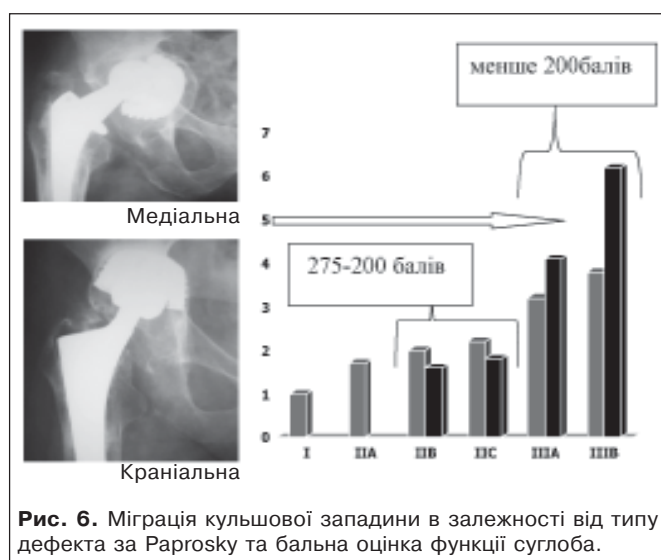 менше 200балів
Медіальна
7
6
5
4
3
2
1
0
275-200 балів
I
IIA
IIB
IIC
IIIA
IIIB
Краніальна
Рис. 6. Міграція кульшової западини в залежності від типу
дефекта за Paprosky та бальна оцінка функції суглоба.